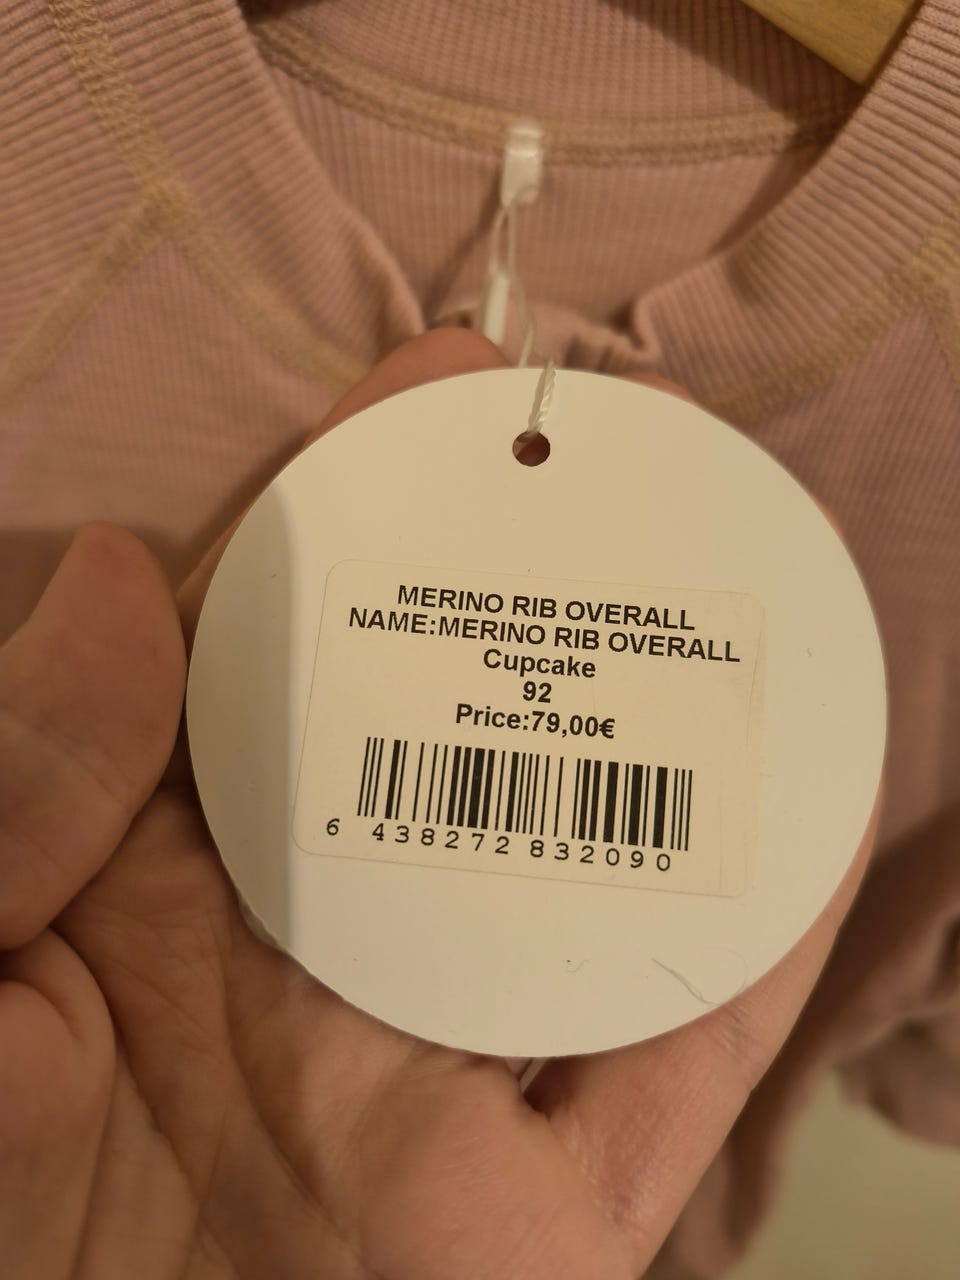 MERINO RIB OVERALL
NAME:MERINO RIB OVERALL
Cupcake
92
Price:79,00€
6 438272 832090